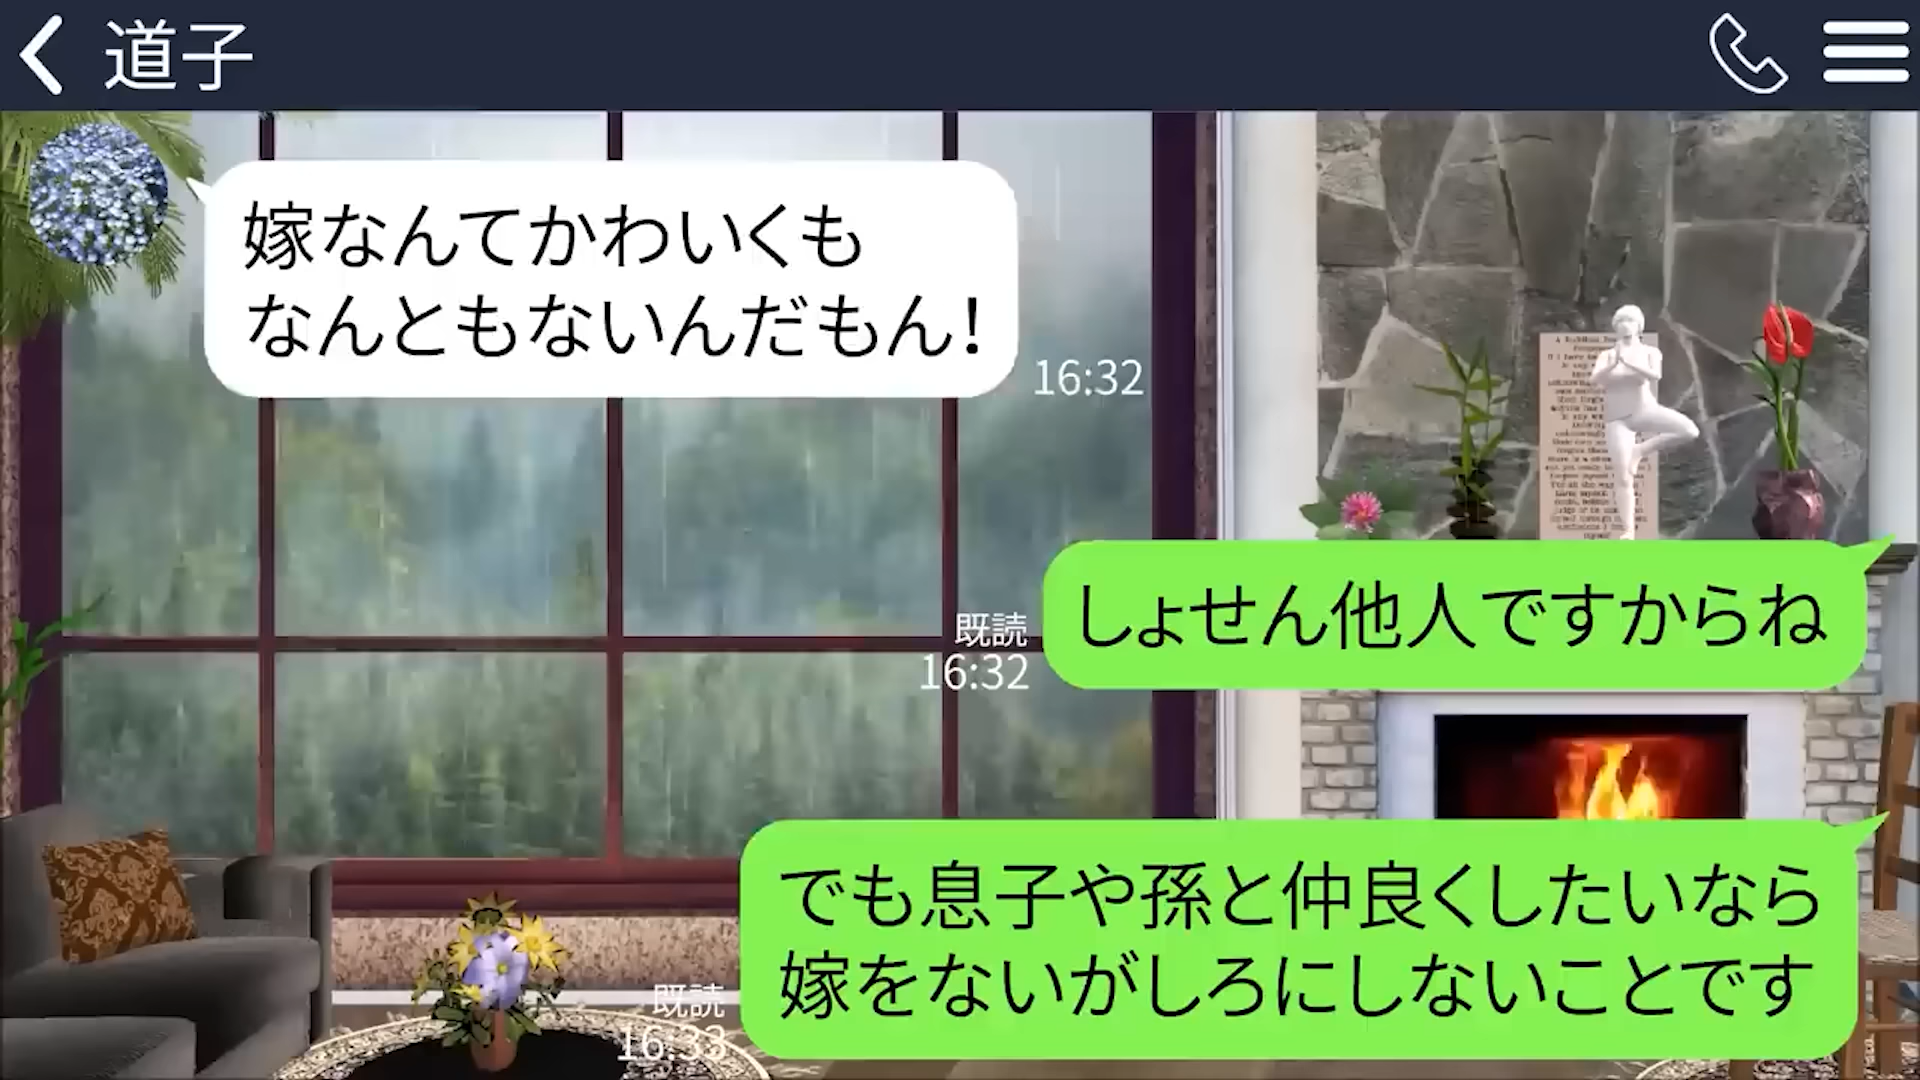 道子
嫁なんてかわいくも
なんともないんだもん!
16:32
しょせん他人ですからね
既読
16:32
でも息子や孫と仲良くしたいなら
嫁をないがしろにしないことです
既読
16:33